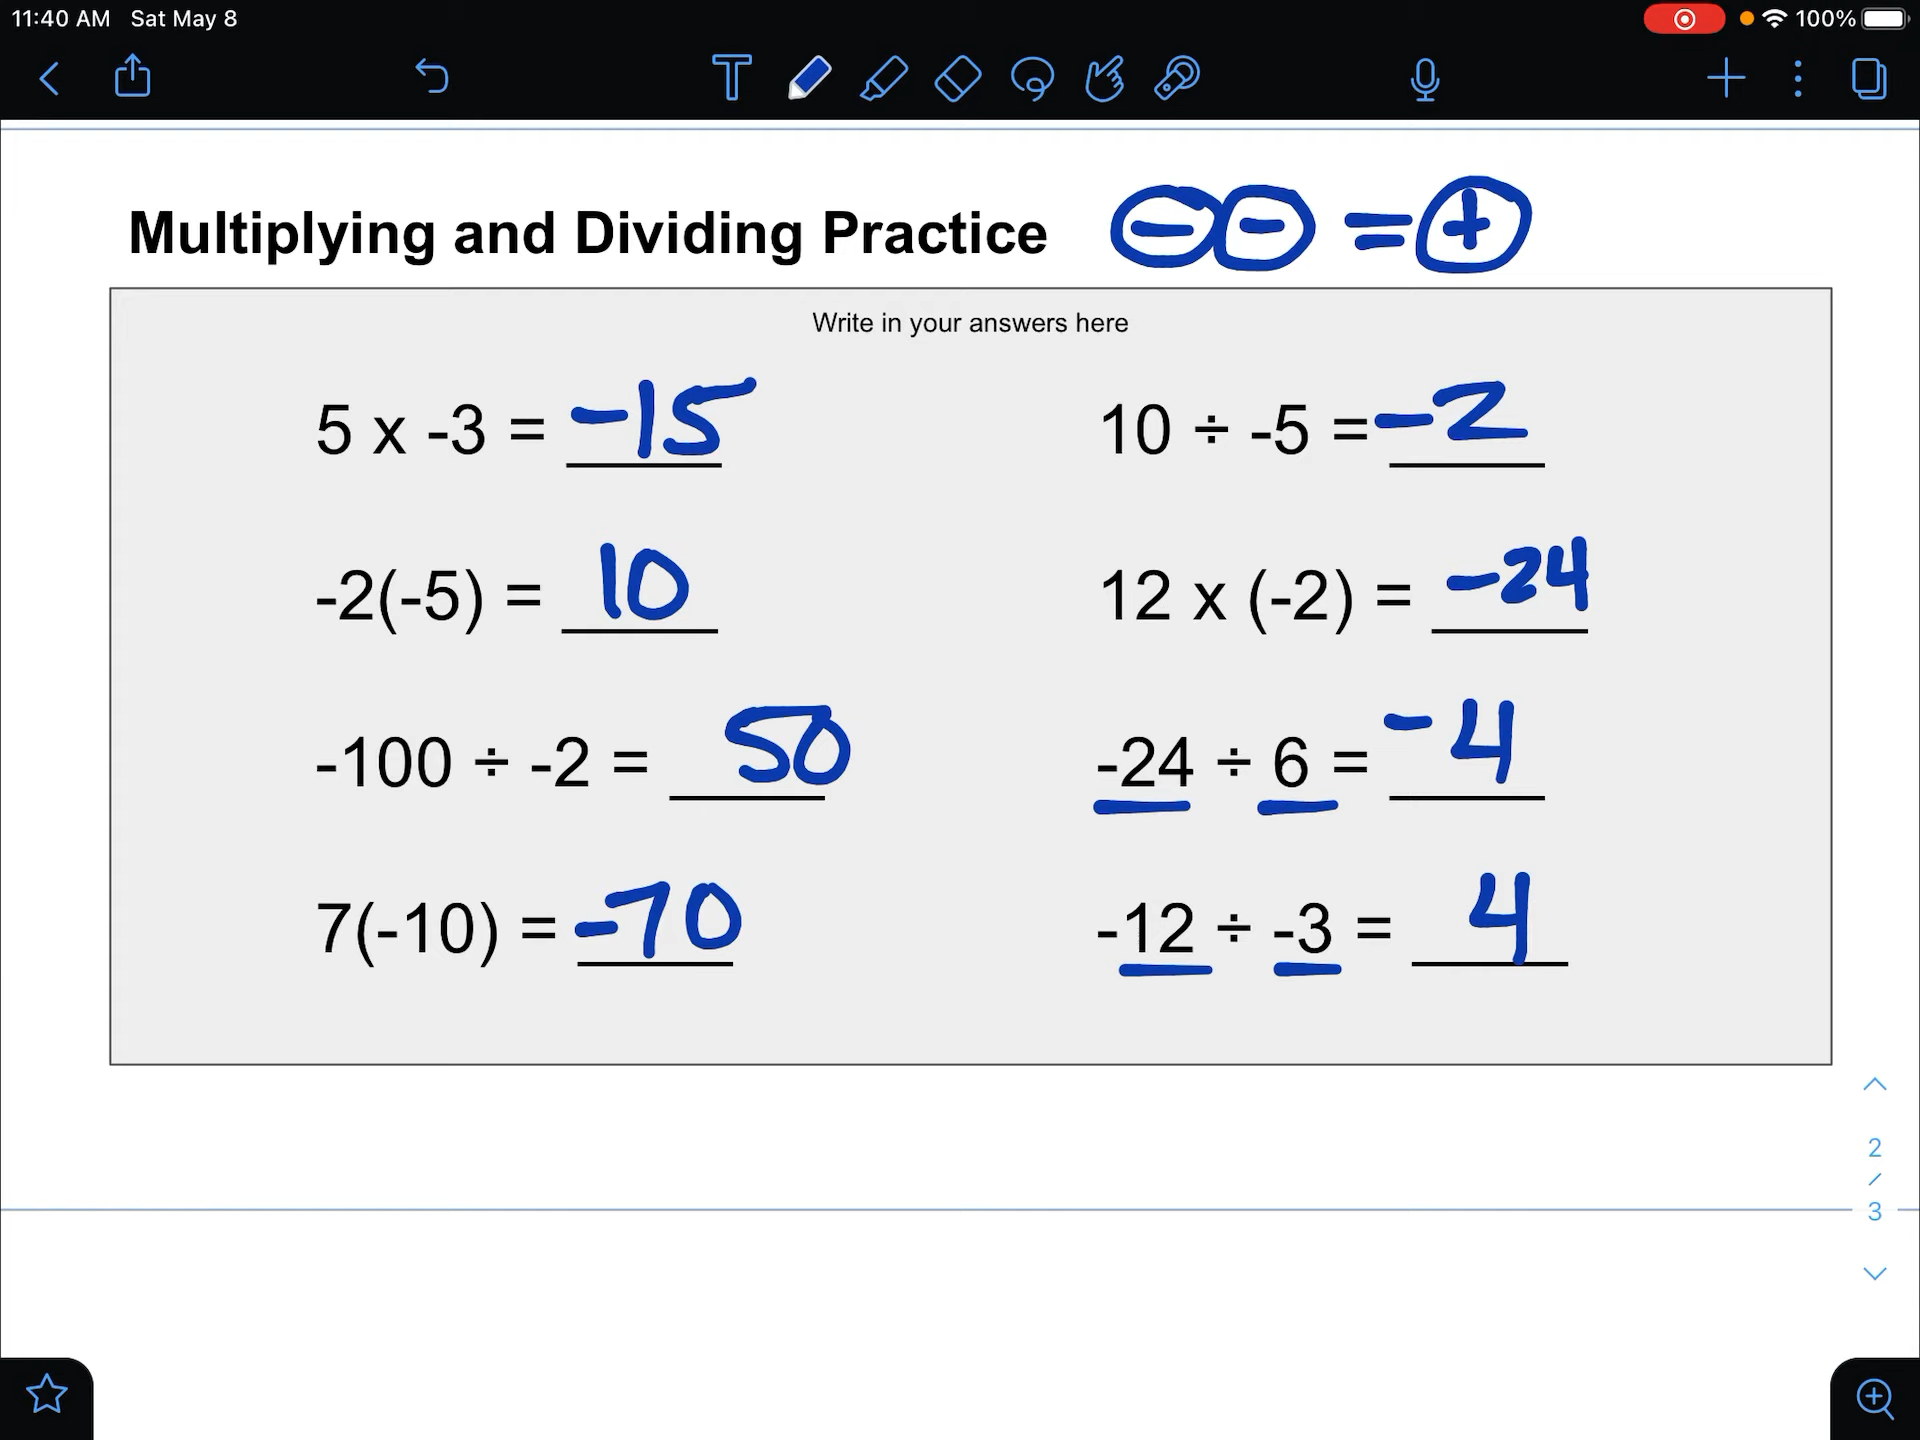 11:40 AM Sat May 8 100%
Multiplying and Dividing Practice - - = +
Write in your answers here
5 x -3 = -15
10 ÷ -5 = -2
-2(-5) = 10
12 x (-2) = -24
-100 ÷ -2 = 50
-24 ÷ 6 = -4
7(-10) = -70
-12 ÷ -3 = 4
2
/
3